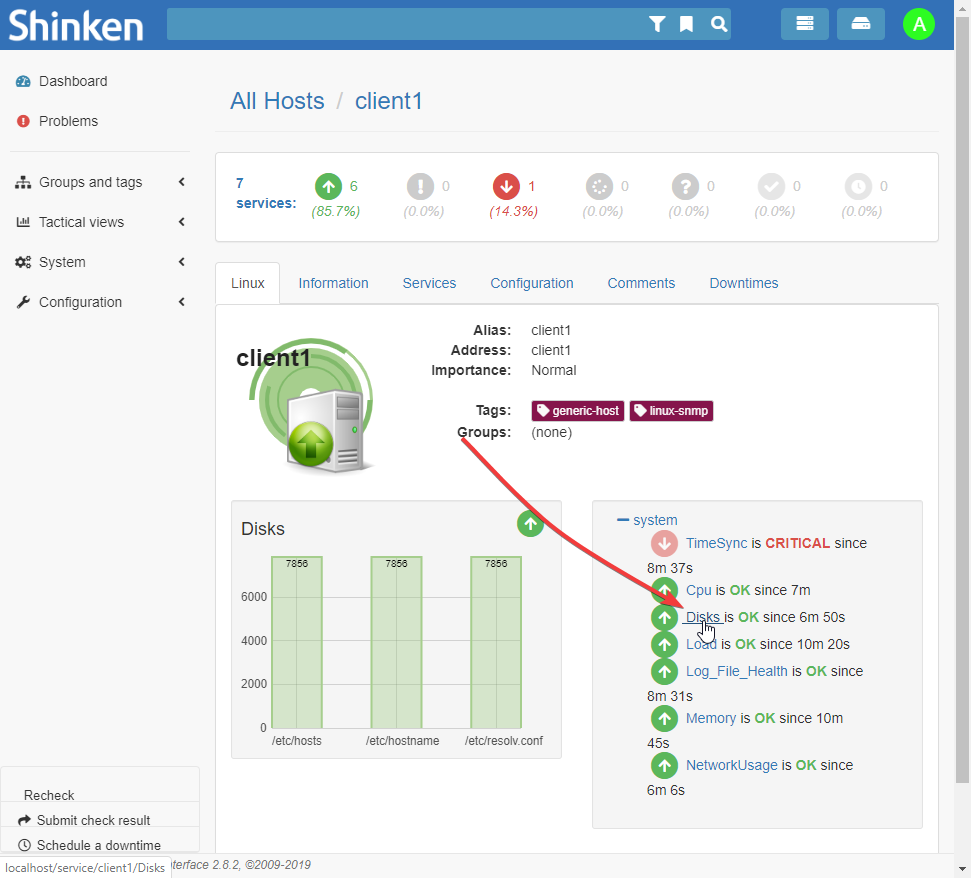 Shinken
A
Dashboard
Problems
Groups and tags
Tactical views
System
Configuration
All Hosts / client1
7 services:
6
(85.7%)
0
(0.0%)
1
(14.3%)
0
(0.0%)
0
(0.0%)
0
(0.0%)
0
(0.0%)
Linux Information Services Configuration Comments Downtimes
client1
Alias: client1
Address: client1
Importance: Normal
Tags: generic-host linux-snmp
Groups: (none)
Disks
7856 7856 7856
6000
4000
2000
0
/etc/hosts /etc/hostname /etc/resolv.conf
system
TimeSync is CRITICAL since
8m 37s
Cpu is OK since 7m
Disks is OK since 6m 50s
Load is OK since 10m 20s
Log_File_Health is OK since
8m 31s
Memory is OK since 10m
45s
NetworkUsage is OK since
6m 6s
Recheck
Submit check result
Schedule a downtime
localhost/service/client1/Disks
terface 2.8.2, ©2009-2019